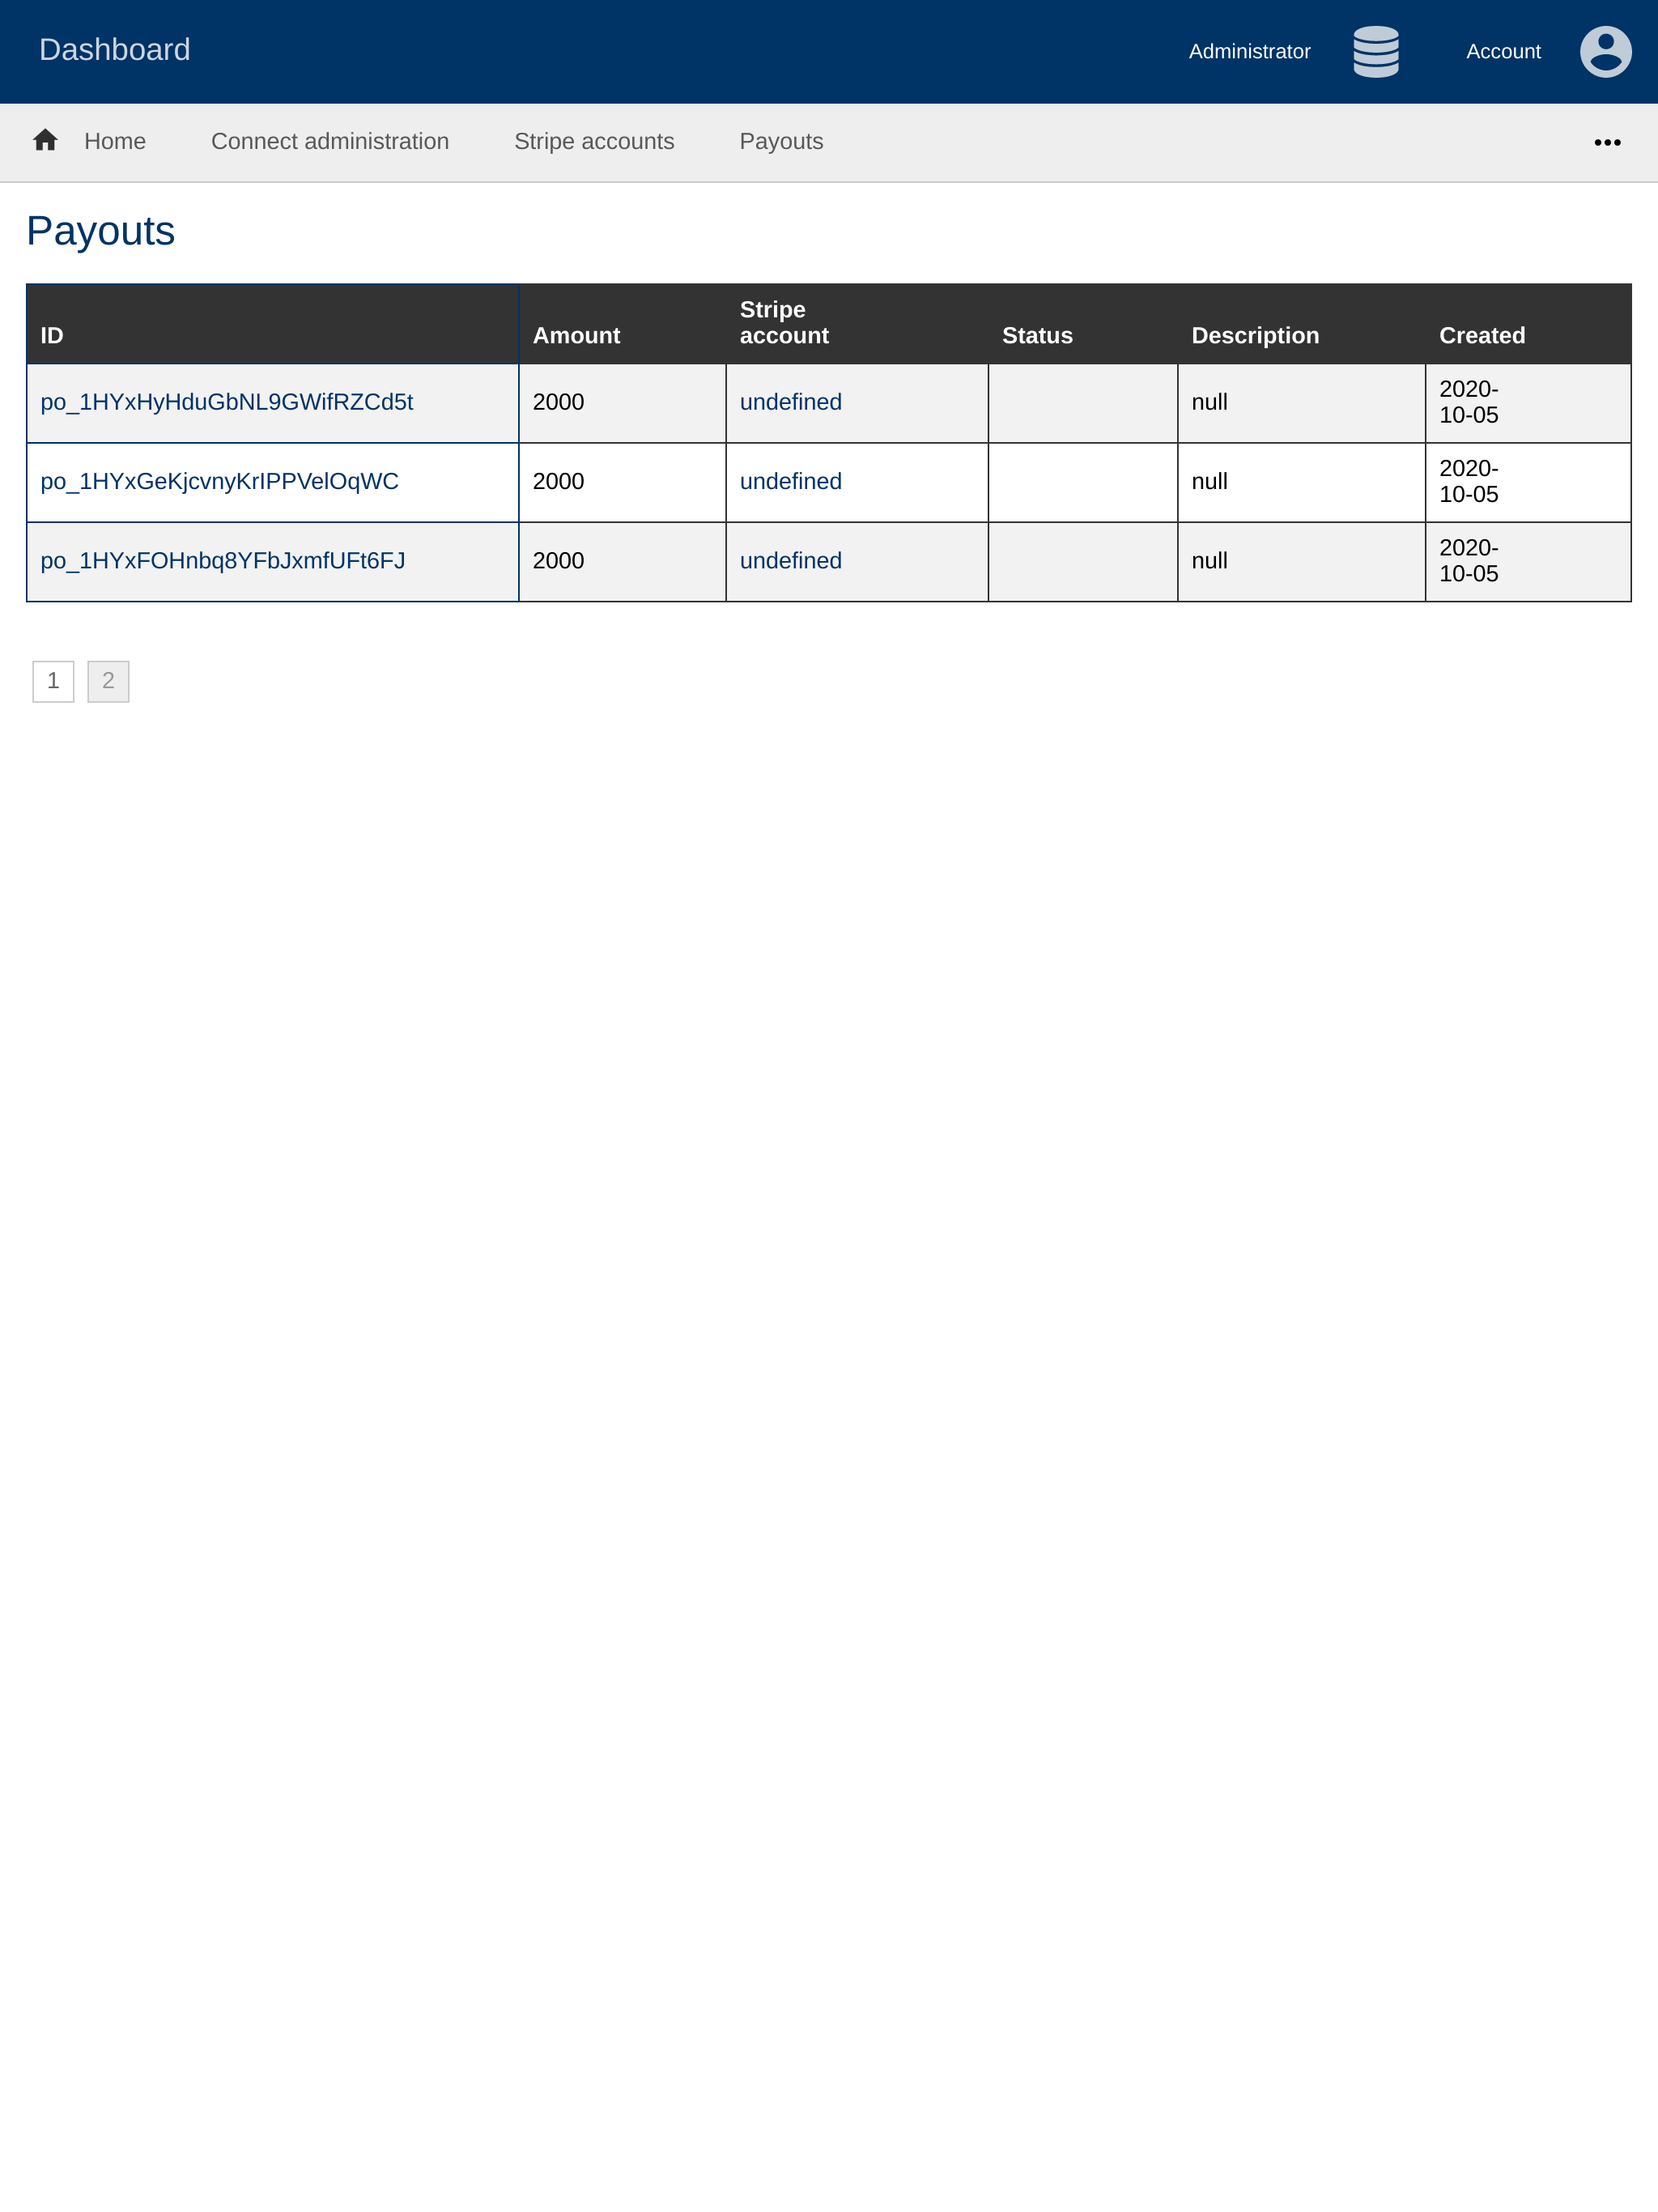 Dashboard
Administrator
Account
Home
Connect administration
Stripe accounts
Payouts
Payouts
ID Amount Stripe account Status Description Created
po_1HYxHyHduGbNL9GWifRZCd5t 2000 undefined null 2020-10-05
po_1HYxGeKjcvnyKrIPPVelOqWC 2000 undefined null 2020-10-05
po_1HYxFOHnbq8YFbJxmfUFt6FJ 2000 undefined null 2020-10-05
1 2